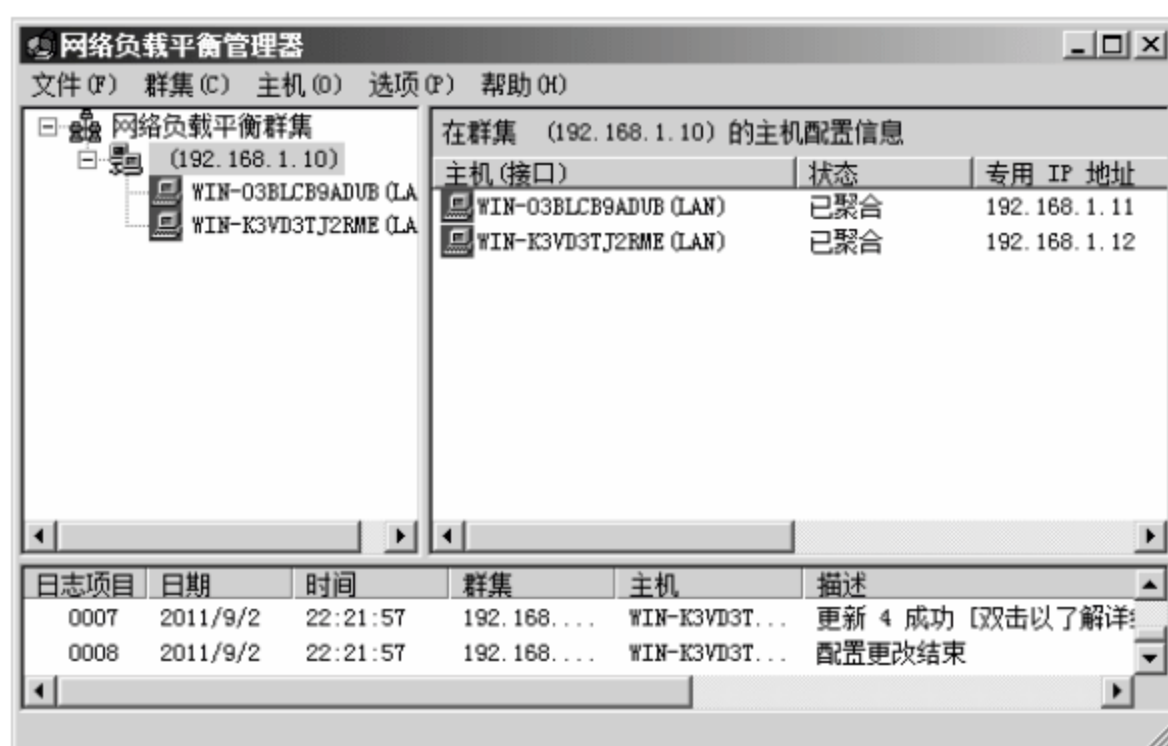 网络负载平衡管理器
文件(F) 群集(C) 主机(O) 选项(P) 帮助(H)
网络负载平衡群集
(192.168.1.10)
WIN-O3BLCB9ADUB(LA
WIN-K3VD3TJ2RME(LA
在群集 (192.168.1.10) 的主机配置信息
主机(接口) 状态 专用 IP 地址
WIN-O3BLCB9ADUB(LAN) 已聚合 192.168.1.11
WIN-K3VD3TJ2RME(LAN) 已聚合 192.168.1.12
日志项目 日期 时间 群集 主机 描述
0007 2011/9/2 22:21:57 192.168.... WIN-K3VD3T... 更新 4 成功 [双击以了解详
0008 2011/9/2 22:21:57 192.168.... WIN-K3VD3T... 配置更改结束